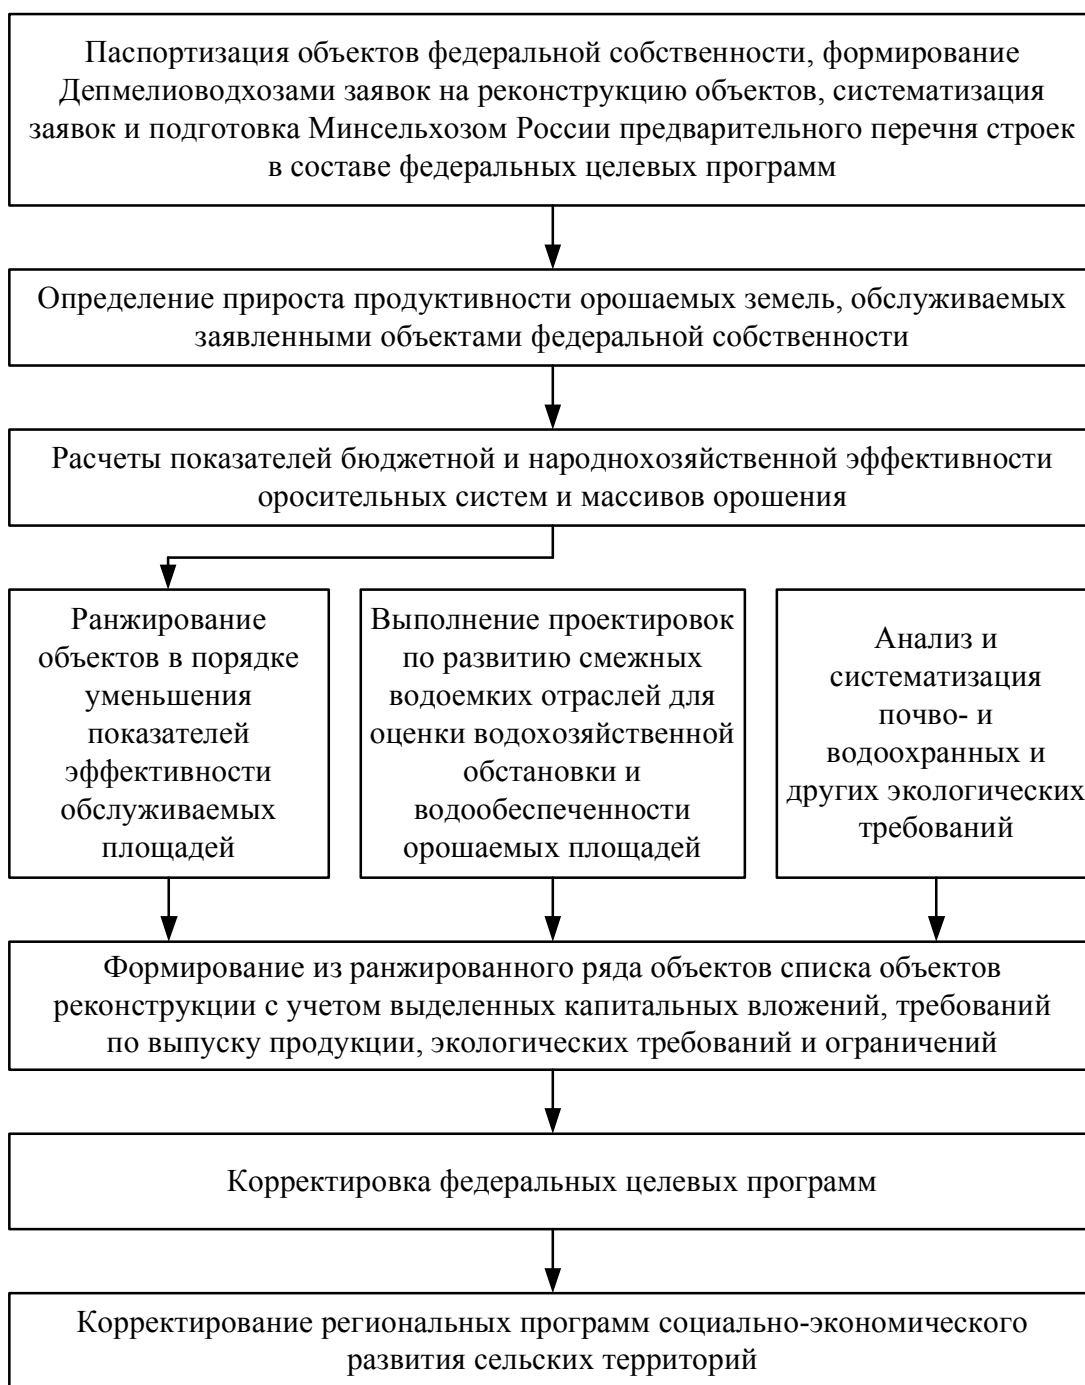 Паспортизация объектов федеральной собственности, формирование
Депмелиоводхозами заявок на реконструкцию объектов, систематизация
заявок и подготовка Минсельхозом России предварительного перечня строек
в составе федеральных целевых программ
Определение прироста продуктивности орошаемых земель, обслуживаемых
заявленными объектами федеральной собственности
Расчеты показателей бюджетной и народнохозяйственной эффективности
оросительных систем и массивов орошения
Ранжирование
объектов в порядке
уменьшения
показателей
эффективности
обслуживаемых
площадей
Выполнение проектировок
по развитию смежных
водоемких отраслей для
оценки водохозяйственной
обстановки и
водообеспеченности
орошаемых площадей
Анализ и
систематизация
почво- и
водоохранных и
других экологических
требований
Формирование из ранжированного ряда объектов списка объектов
реконструкции с учетом выделенных капитальных вложений, требований
по выпуску продукции, экологических требований и ограничений
Корректировка федеральных целевых программ
Корректирование региональных программ социально-экономического
развития сельских территорий